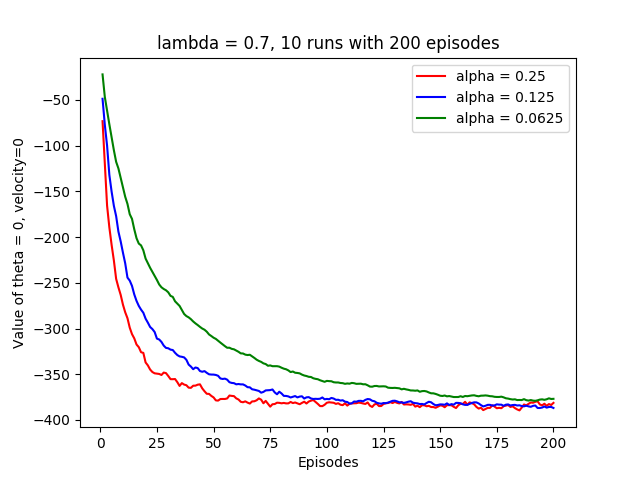 lambda = 0.7, 10 runs with 200 episodes
alpha = 0.25
alpha = 0.125
alpha = 0.0625
Value of theta = 0, velocity=0
−50
−100
−150
−200
−250
−300
−350
−400
0 25 50 75 100 125 150 175 200
Episodes